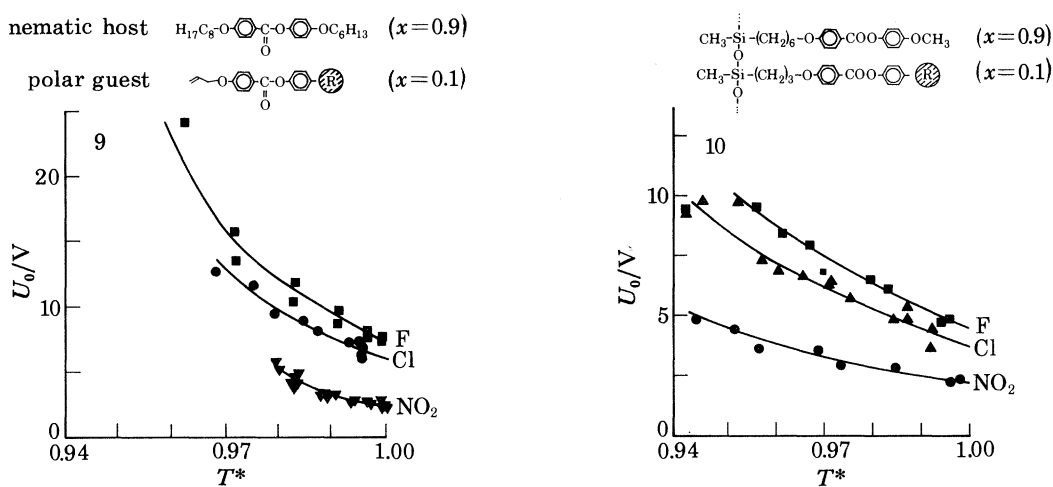 nematic host H₁₇C₈–O–C–O–OC₆H₁₃ (x=0.9)
O
polar guest O–C–O–R (x=0.1)
O
CH₃–Si–(CH₂)₆–O–COO–OCH₃ (x=0.9)
O
CH₃–Si–(CH₂)₃–O–COO–R (x=0.1)
O
9
20
10
0
U₀/V
F
Cl
NO₂
0.94
0.97
1.00
T*
10
10
5
0
U₀/V
F
Cl
NO₂
0.94
0.97
1.00
T*